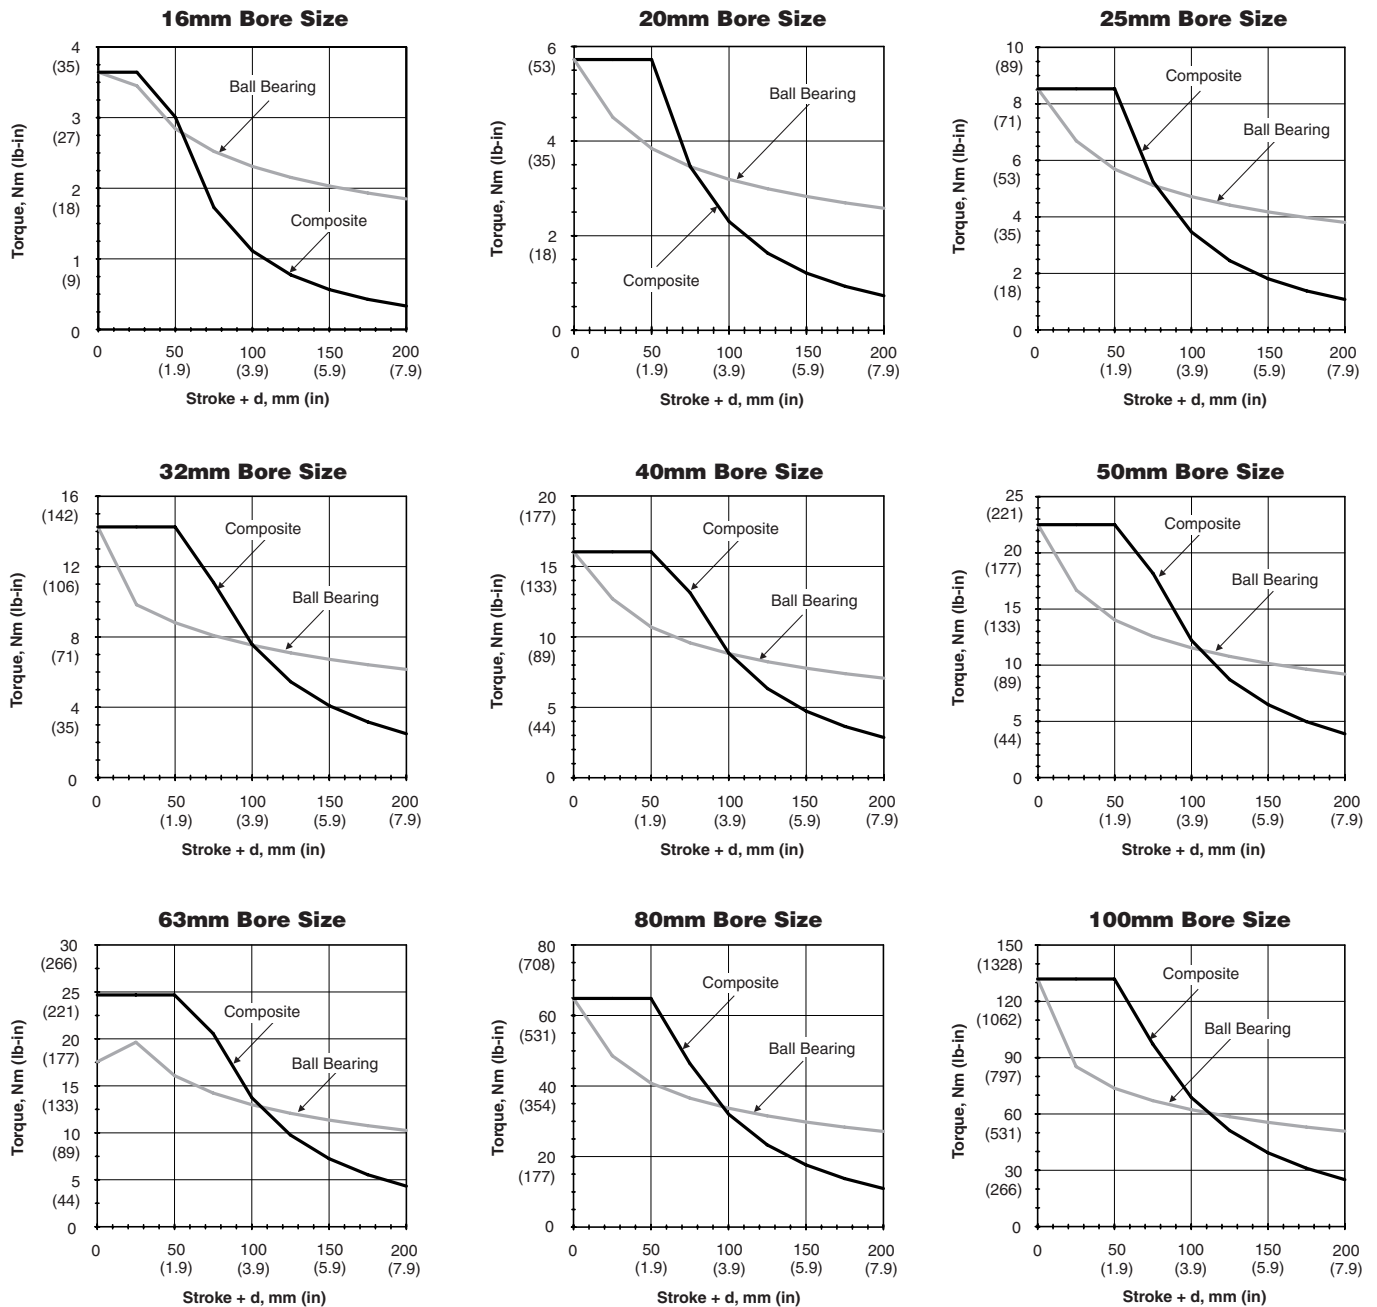 16mm Bore Size
4
(35)
3
(27)
2
(18)
1
(9)
0
Torque, Nm (lb-in)
Ball Bearing
Composite
0 50 100 150 200
(1.9) (3.9) (5.9) (7.9)
Stroke + d, mm (in)
20mm Bore Size
6
(53)
4
(35)
2
(18)
0
Torque, Nm (lb-in)
Ball Bearing
Composite
0 50 100 150 200
(1.9) (3.9) (5.9) (7.9)
Stroke + d, mm (in)
25mm Bore Size
10
(89)
8
(71)
6
(53)
4
(35)
2
(18)
0
Torque, Nm (lb-in)
Composite
Ball Bearing
0 50 100 150 200
(1.9) (3.9) (5.9) (7.9)
Stroke + d, mm (in)
32mm Bore Size
16
(142)
12
(106)
8
(71)
4
(35)
0
Torque, Nm (lb-in)
Composite
Ball Bearing
0 50 100 150 200
(1.9) (3.9) (5.9) (7.9)
Stroke + d, mm (in)
40mm Bore Size
20
(177)
15
(133)
10
(89)
5
(44)
0
Torque, Nm (lb-in)
Composite
Ball Bearing
0 50 100 150 200
(1.9) (3.9) (5.9) (7.9)
Stroke + d, mm (in)
50mm Bore Size
25
(221)
20
(177)
15
(133)
10
(89)
5
(44)
0
Torque, Nm (lb-in)
Composite
Ball Bearing
0 50 100 150 200
(1.9) (3.9) (5.9) (7.9)
Stroke + d, mm (in)
63mm Bore Size
30
(266)
25
(221)
20
(177)
15
(133)
10
(89)
5
(44)
0
Torque, Nm (lb-in)
Composite
Ball Bearing
0 50 100 150 200
(1.9) (3.9) (5.9) (7.9)
Stroke + d, mm (in)
80mm Bore Size
80
(708)
60
(531)
40
(354)
20
(177)
0
Torque, Nm (lb-in)
Composite
Ball Bearing
0 50 100 150 200
(1.9) (3.9) (5.9) (7.9)
Stroke + d, mm (in)
100mm Bore Size
150
(1328)
120
(1062)
90
(797)
60
(531)
30
(266)
0
Torque, Nm (lb-in)
Composite
Ball Bearing
0 50 100 150 200
(1.9) (3.9) (5.9) (7.9)
Stroke + d, mm (in)